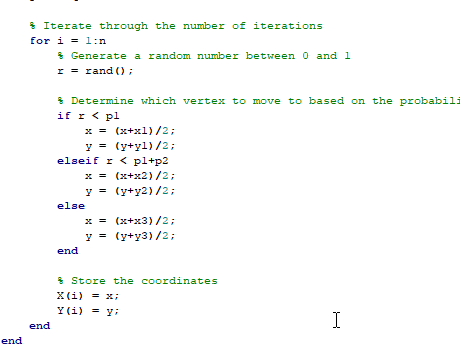 % Iterate through the number of iterations
for i = 1:n
% Generate a random number between 0 and 1
r = rand();
% Determine which vertex to move to based on the
if r < p1
x = (x+x1)/2;
y = (y+y1)/2;
elseif r < p1+p2
x = (x+x2)/2;
y = (y+y2)/2;
else
x = (x+x3)/2;
y = (y+y3)/2;
end
% Store the coordinates
X(i) = x;
Y(i) = y;
end
end